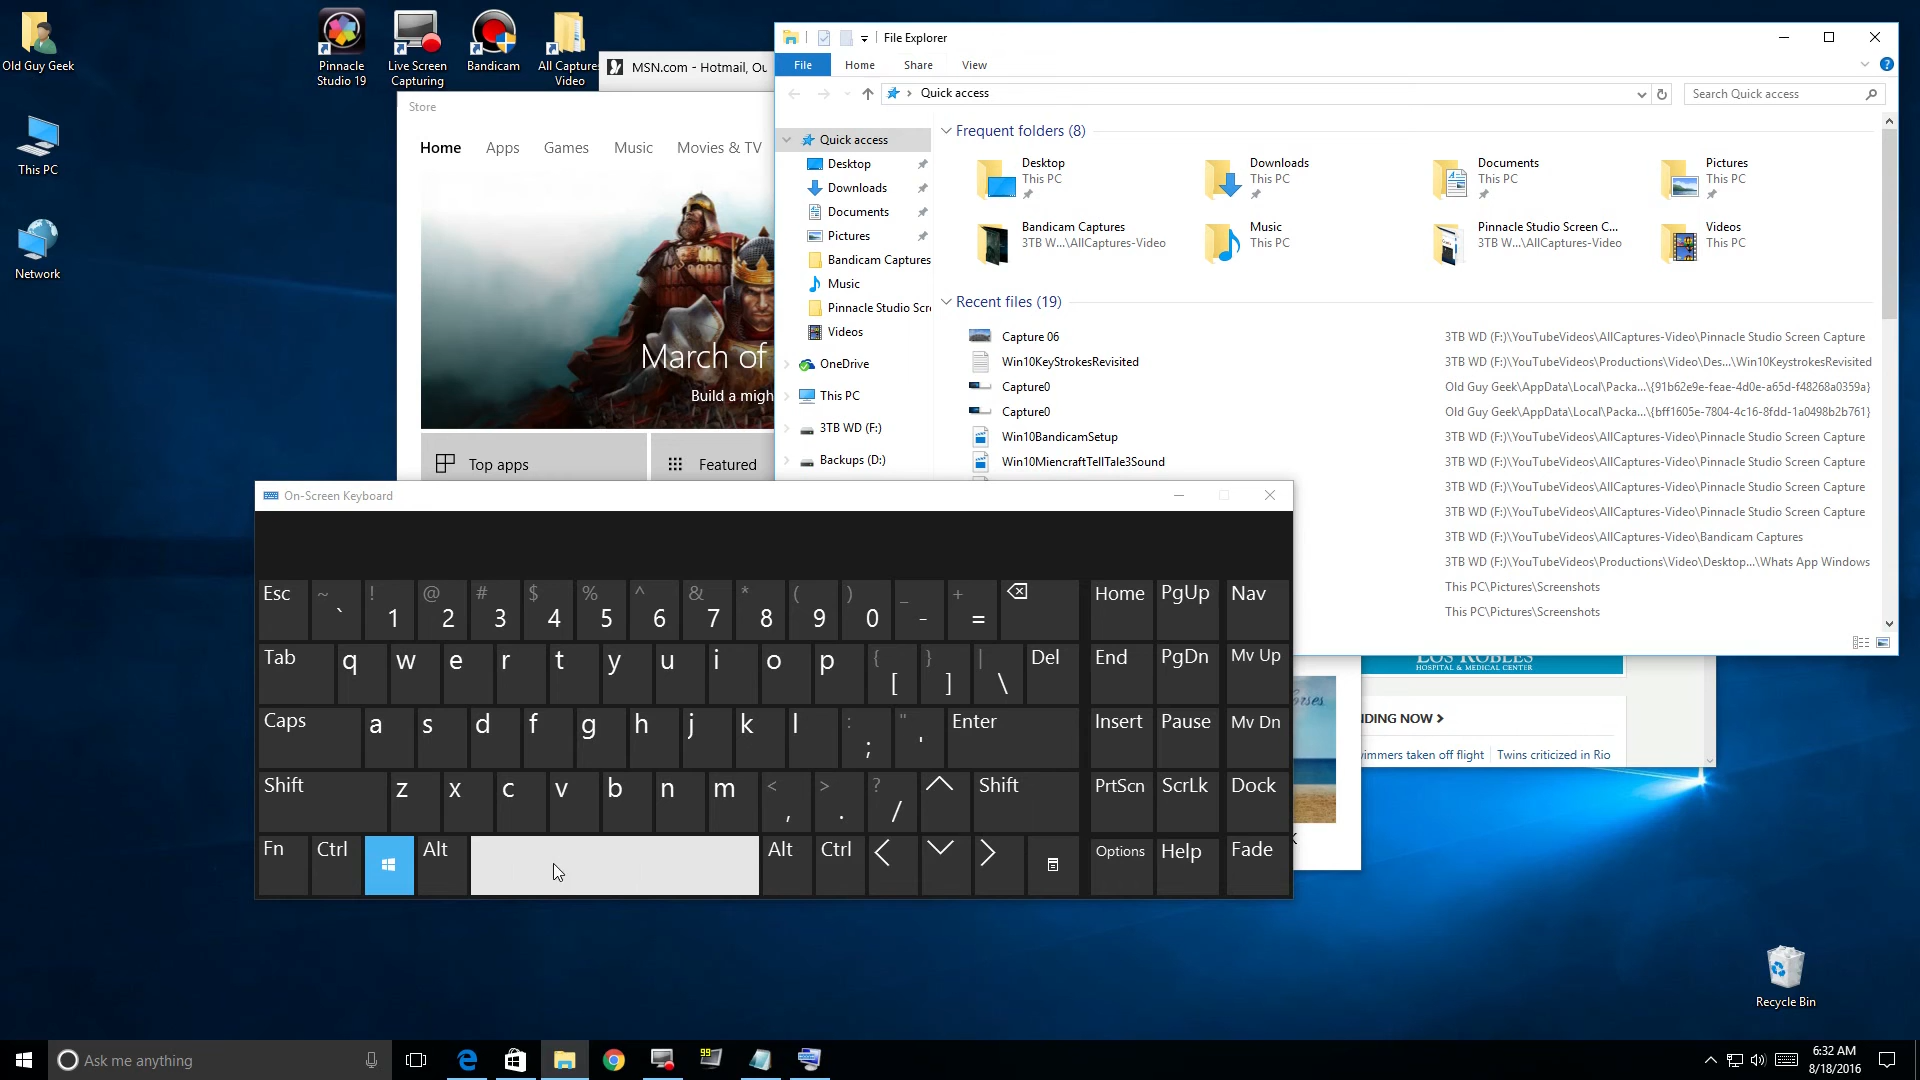 Old Guy Geek
This PC
Network
Pinnacle
Studio 19
Live Screen
Capturing
Bandicam
All Captures
Video
MSN.com - Hotmail, Ou
Store
Home Apps Games Music Movies & TV
March of
Build a migh
Top apps
Featured
File Explorer
File Home Share View
Quick access
Search Quick access
Quick access
Desktop
Downloads
Documents
Pictures
Bandicam Captures
Music
Pinnacle Studio Scr
Videos
OneDrive
This PC
3TB WD (F:)
Backups (D:)
Frequent folders (8)
Desktop
This PC
Downloads
This PC
Documents
This PC
Pictures
This PC
Bandicam Captures
3TB W...\AllCaptures-Video
Music
This PC
Pinnacle Studio Screen C...
3TB W...\AllCaptures-Video
Videos
This PC
Recent files (19)
Capture 06 3TB WD (F:)\YouTubeVideos\AllCaptures-Video\Pinnacle Studio Screen Capture
Win10KeyStrokesRevisited 3TB WD (F:)\YouTubeVideos\Productions\Video\Des...\Win10KeystrokesRevisited
Capture0 Old Guy Geek\AppData\Local\Packa...\{91b62e9e-feae-4d0e-a65d-f48268a0359a}
Capture0 Old Guy Geek\AppData\Local\Packa...\{bff1605e-7804-4c16-8fdd-1a0498b2b761}
Win10BandicamSetup 3TB WD (F:)\YouTubeVideos\AllCaptures-Video\Pinnacle Studio Screen Capture
Win10MiencraftTellTale3Sound 3TB WD (F:)\YouTubeVideos\AllCaptures-Video\Pinnacle Studio Screen Capture
3TB WD (F:)\YouTubeVideos\AllCaptures-Video\Pinnacle Studio Screen Capture
3TB WD (F:)\YouTubeVideos\AllCaptures-Video\Pinnacle Studio Screen Capture
3TB WD (F:)\YouTubeVideos\AllCaptures-Video\Bandicam Captures
3TB WD (F:)\YouTubeVideos\Productions\Video\Desktop...\Whats App Windows
This PC\Pictures\Screenshots
This PC\Pictures\Screenshots
On-Screen Keyboard
Esc ~ ` ! 1 @ 2 # 3 $ 4 % 5 ^ 6 & 7 * 8 ( 9 ) 0 _ - + = Home PgUp Nav
Tab q w e r t y u i o p { [ } ] | \ Del End PgDn Mv Up
Caps a s d f g h j k l : ; " ' Enter Insert Pause Mv Dn
Shift z x c v b n m < , > . ? / Shift PrtScn ScrLk Dock
Fn Ctrl Alt Alt Ctrl Options Help Fade
LOS ROBLES
HOSPITAL & MEDICAL CENTER
NDING NOW
wimmers taken off flight Twins criticized in Rio
Recycle Bin
Ask me anything
99
6:32 AM
8/18/2016